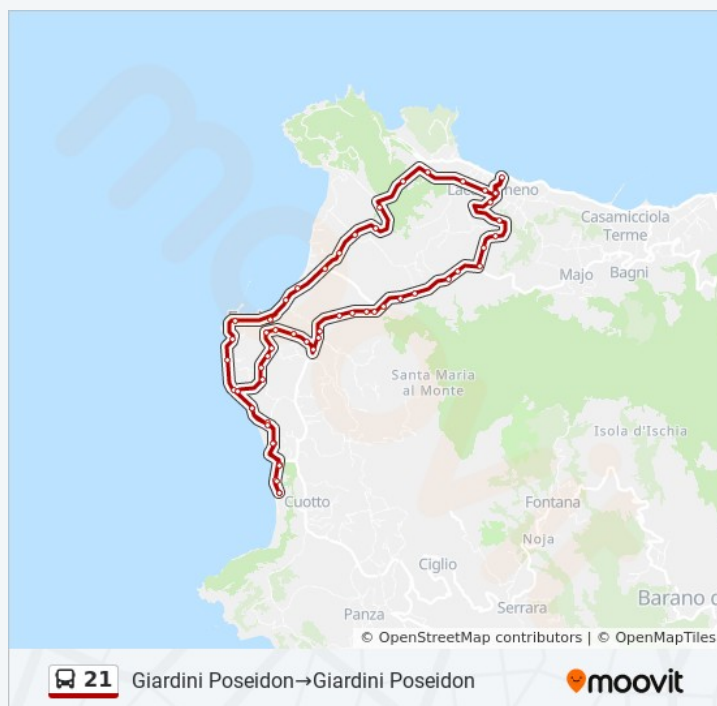 Lacco Ameno
Casamicciola
Terme
Majo
Bagni
Santa Maria
al Monte
Isola d'Ischia
Cuotto
Fontana
Noja
Ciglio
Serrara
Panza
Barano d
© OpenStreetMap contributors | © OpenMapTiles
21 Giardini Poseidon→Giardini Poseidon
moovit